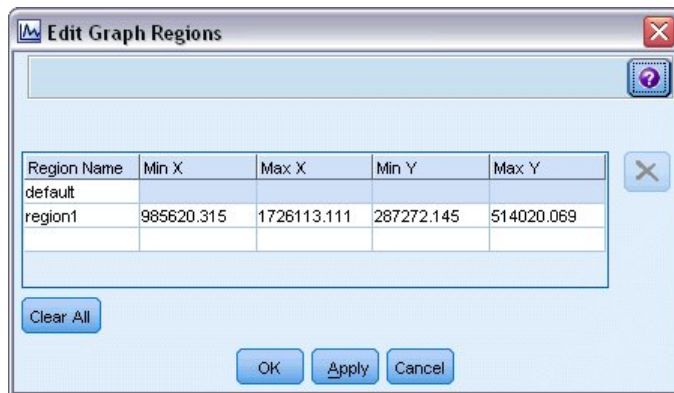 Edit Graph Regions
Region Name Min X Max X Min Y Max Y
default
region1 985620.315 1726113.111 287272.145 514020.069
Clear All
OK Apply Cancel